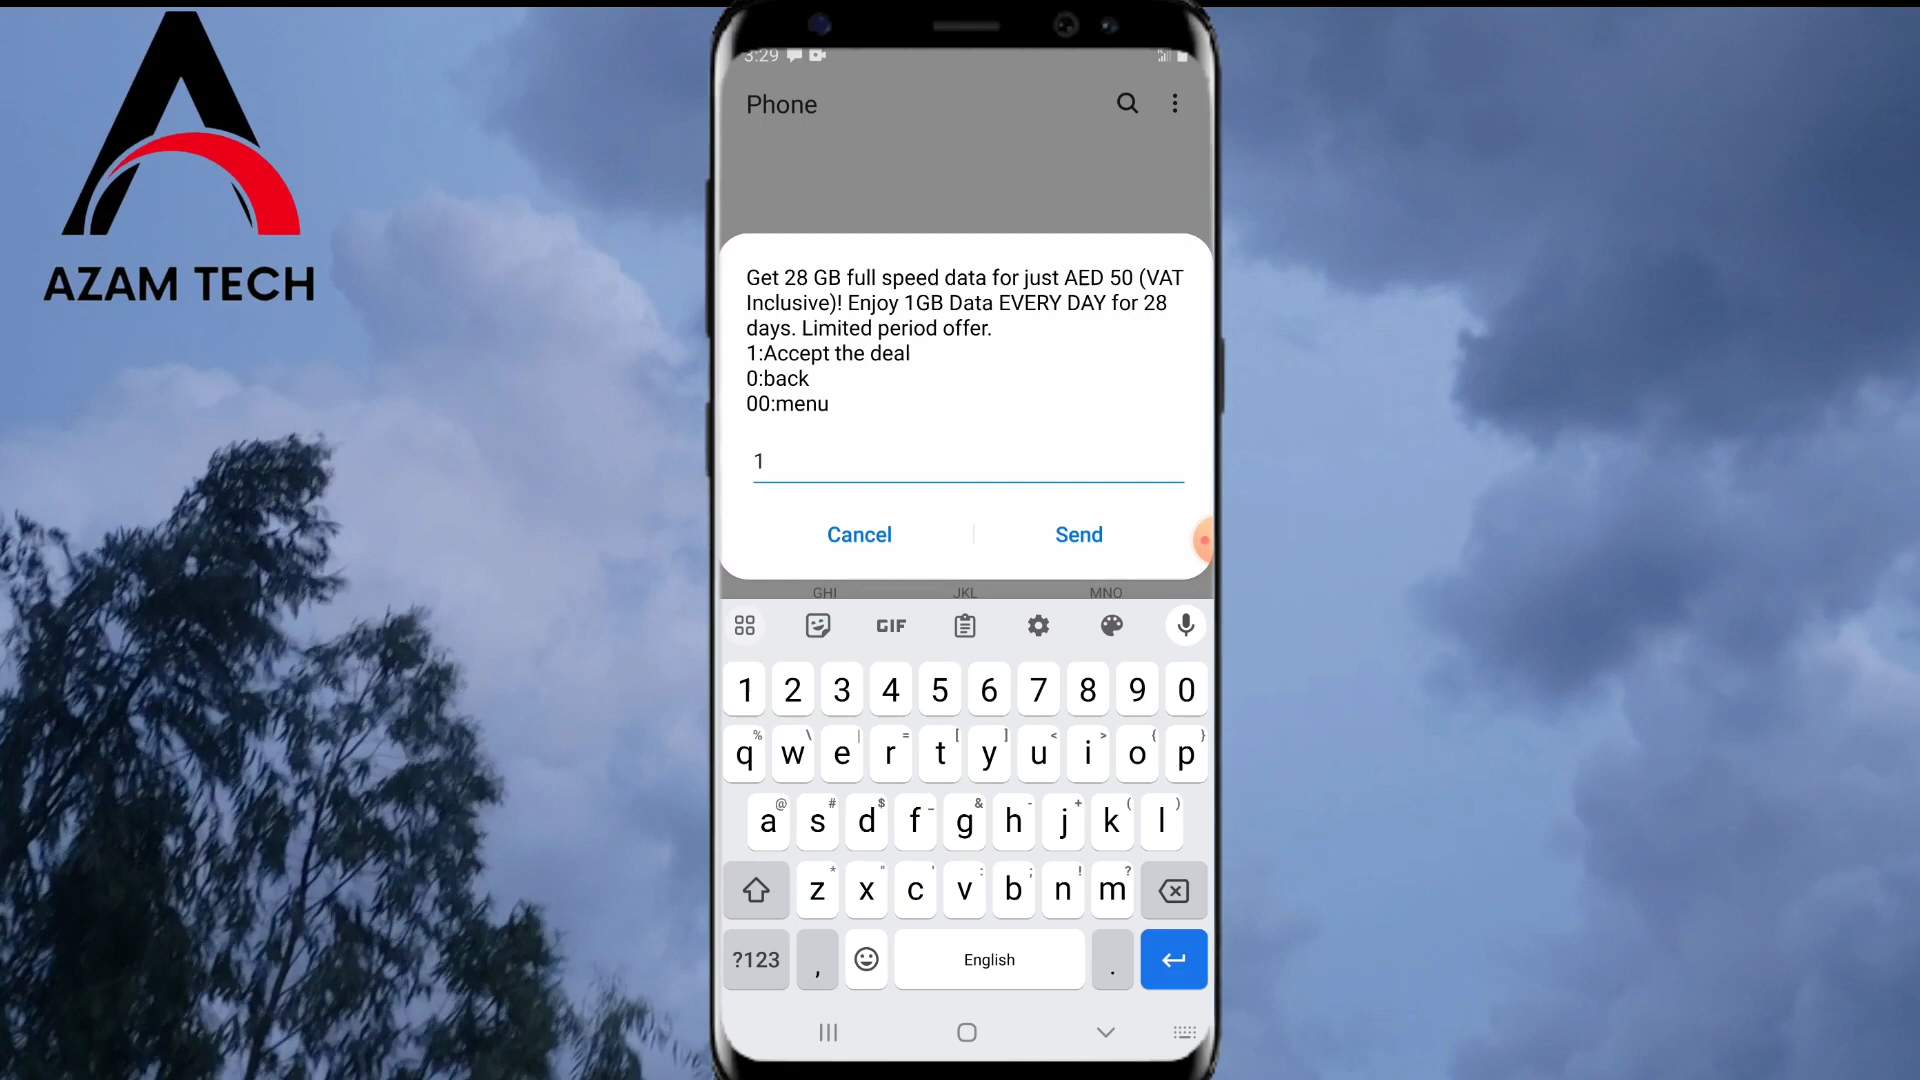 AZAM TECH
3:29
Phone
Get 28 GB full speed data for just AED 50 (VAT
Inclusive)! Enjoy 1GB Data EVERY DAY for 28
days. Limited period offer.
1:Accept the deal
0:back
00:menu
1
Cancel Send
GHI JKL MNO
GIF
1 2 3 4 5 6 7 8 9 0
% \ | = [ ] < > { }
q w e r t y u i o p
@ # $ _ & - + ( )
a s d f g h j k l
* " ' : ; ! ?
z x c v b n m
?123 , English .